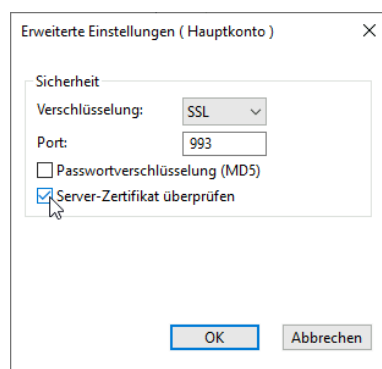 Erweiterte Einstellungen ( Hauptkonto )
Sicherheit
Verschlüsselung: SSL
Port: 993
Passwortverschlüsselung (MD5)
Server-Zertifikat überprüfen
OK Abbrechen